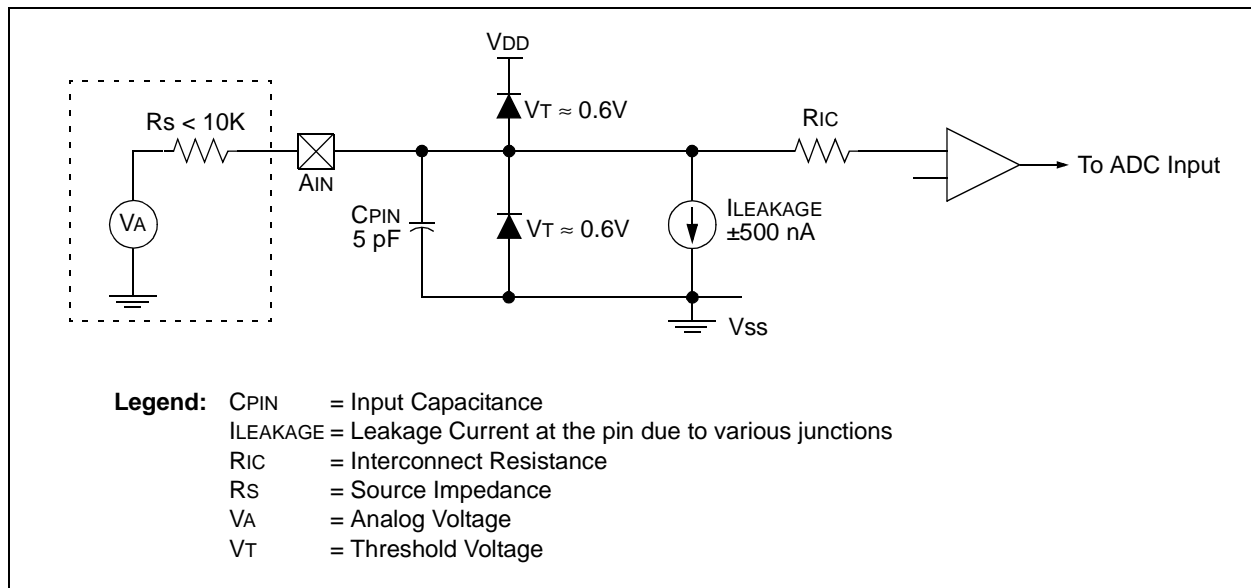 VDD
VT ≈ 0.6V
Rs < 10K
RIC
AIN
To ADC Input
CPIN
5 pF
VA
VT ≈ 0.6V
ILEAKAGE
±500 nA
Vss
Legend: CPIN = Input Capacitance
ILEAKAGE = Leakage Current at the pin due to various junctions
RIC = Interconnect Resistance
RS = Source Impedance
VA = Analog Voltage
VT = Threshold Voltage